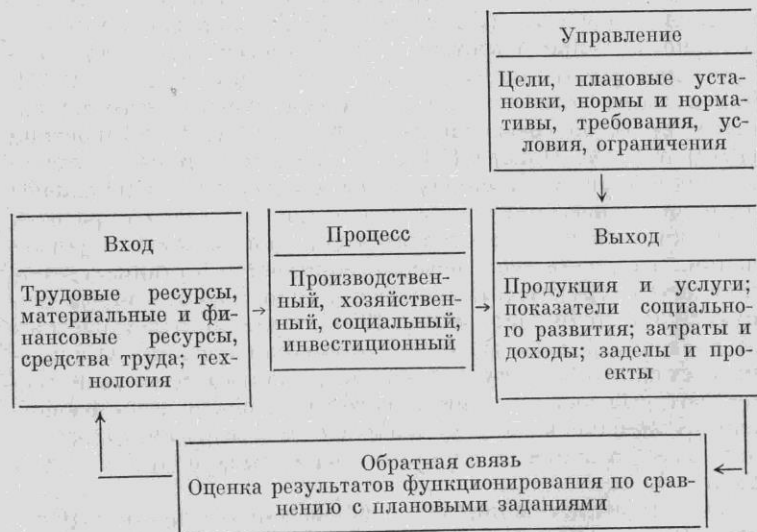 Управление
Цели, плановые уста-
новки, нормы и норма-
тивы, требования, ус-
ловия, ограничения
Вход
Трудовые ресурсы,
материальные и фи-
нансовые ресурсы,
средства труда; тех-
нология
Процесс
Производствен-
ный, хозяйствен-
ный, социальный,
инвестиционный
Выход
Продукция и услуги;
показатели социально-
го развития; затраты и
доходы; заделы и про-
екты
Обратная связь
Оценка результатов функционирования по срав-
нению с плановыми заданиями